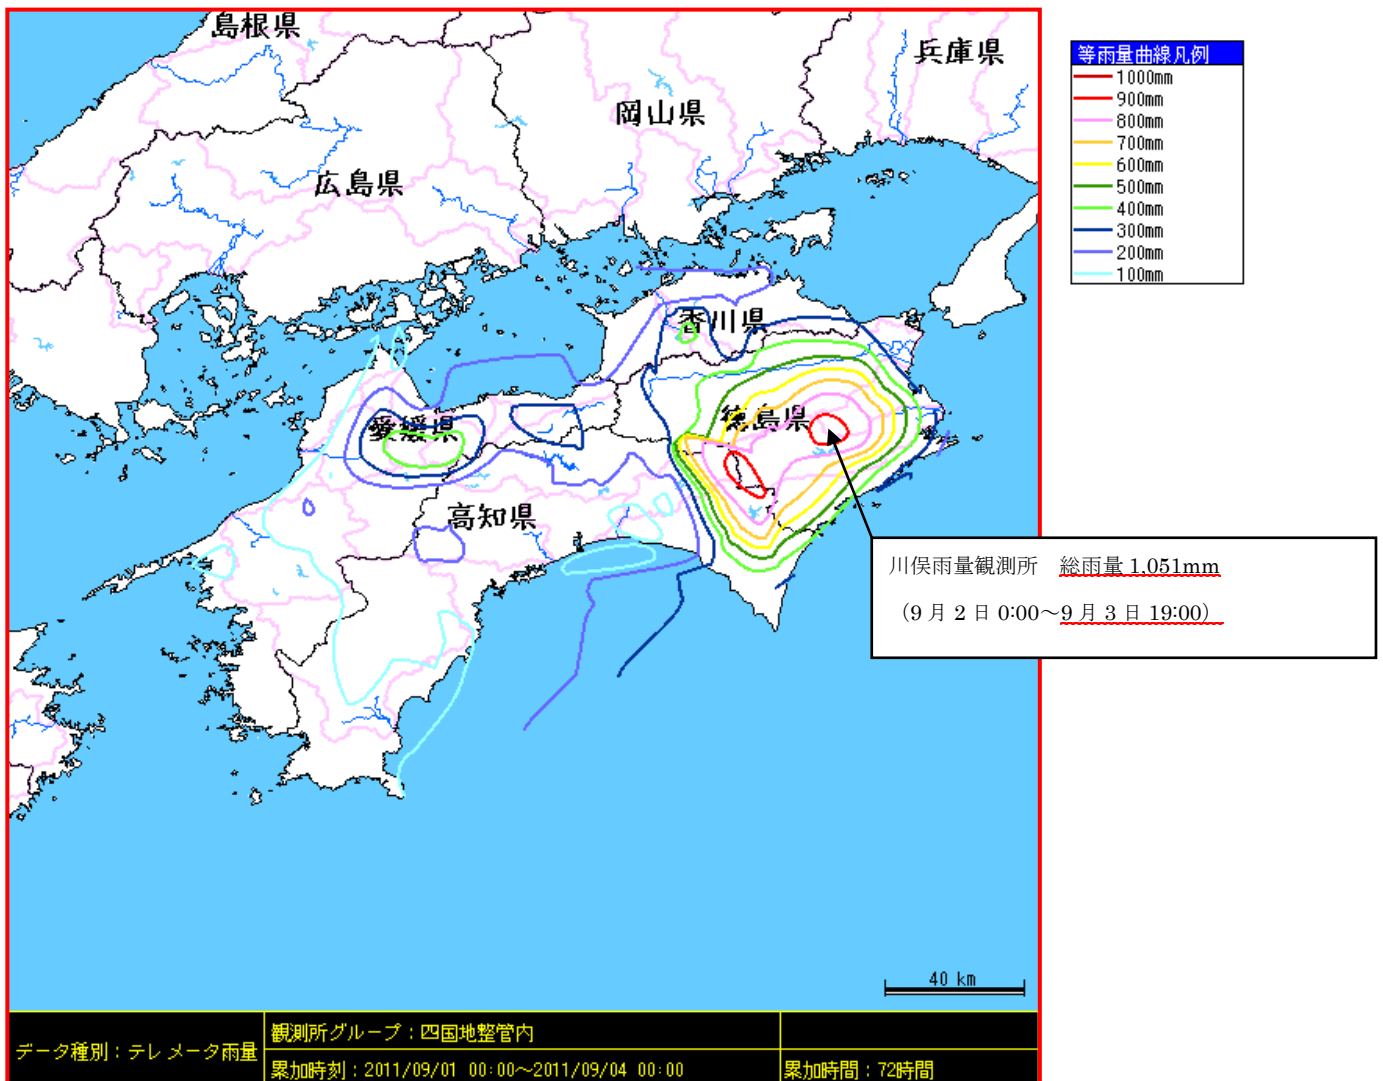 島根県
兵庫県
岡山県
広島県
香川県
徳島県
愛媛県
高知県
等雨量曲線凡例
1000mm
900mm
800mm
700mm
600mm
500mm
400mm
300mm
200mm
100mm
川俣雨量観測所 総雨量 1,051mm
(9 月 2 日 0:00～9 月 3 日 19:00)
40 km
データ種別：テレメータ雨量
観測所グループ：四国地整管内
累加時刻：2011/09/01 00:00～2011/09/04 00:00
累加時間：72時間